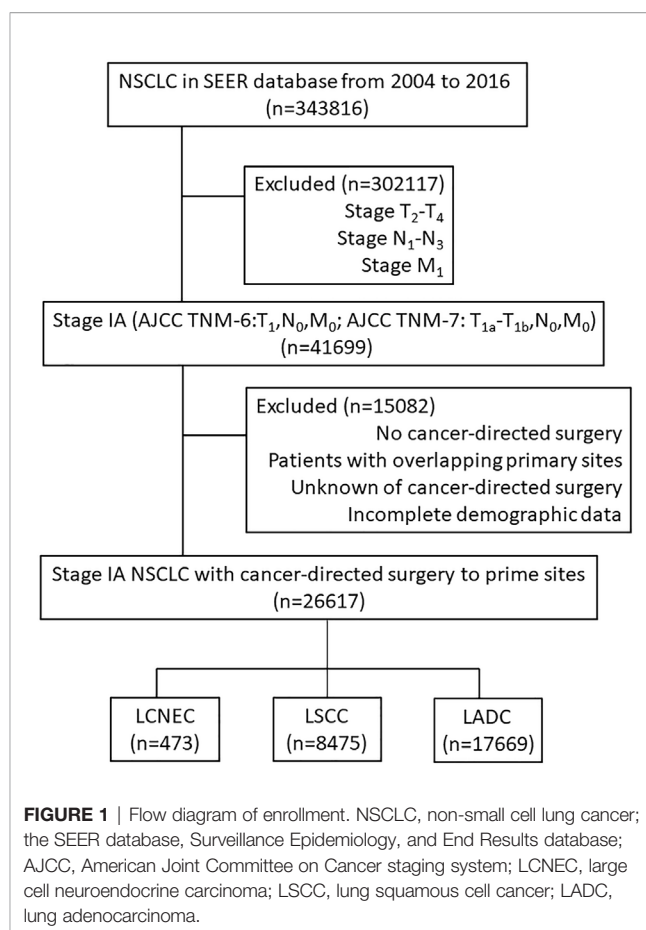 NSCLC in SEER database from 2004 to 2016
(n=343816)
Excluded (n=302117)
Stage T₂-T₄
Stage N₁-N₃
Stage M₁
Stage IA (AJCC TNM-6:T₁,N₀,M₀; AJCC TNM-7: T₁ₐ-T₁b,N₀,M₀)
(n=41699)
Excluded (n=15082)
No cancer-directed surgery
Patients with overlapping primary sites
Unknown of cancer-directed surgery
Incomplete demographic data
Stage IA NSCLC with cancer-directed surgery to prime sites
(n=26617)
LCNEC
(n=473)
LSCC
(n=8475)
LADC
(n=17669)
FIGURE 1 | Flow diagram of enrollment. NSCLC, non-small cell lung cancer;
the SEER database, Surveillance Epidemiology, and End Results database;
AJCC, American Joint Committee on Cancer staging system; LCNEC, large
cell neuroendocrine carcinoma; LSCC, lung squamous cell cancer; LADC,
lung adenocarcinoma.